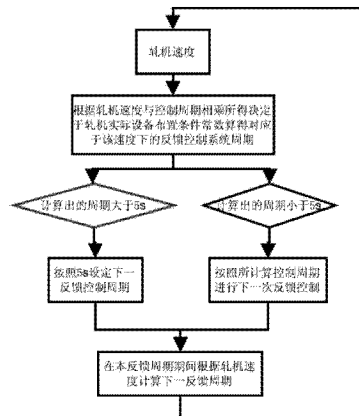 轧机速度
根据轧机速度与控制周期相乘所得决定
于轧机实际设备布置条件常数算得对应
于该速度下的反馈控制系统周期
计算出的周期大于5s
计算出的周期小于5s
按照5s设定下一
反馈控制周期
按照所计算控制周期
进行下一次反馈控制
在本反馈周期期间根据轧机速
度计算下一反馈周期